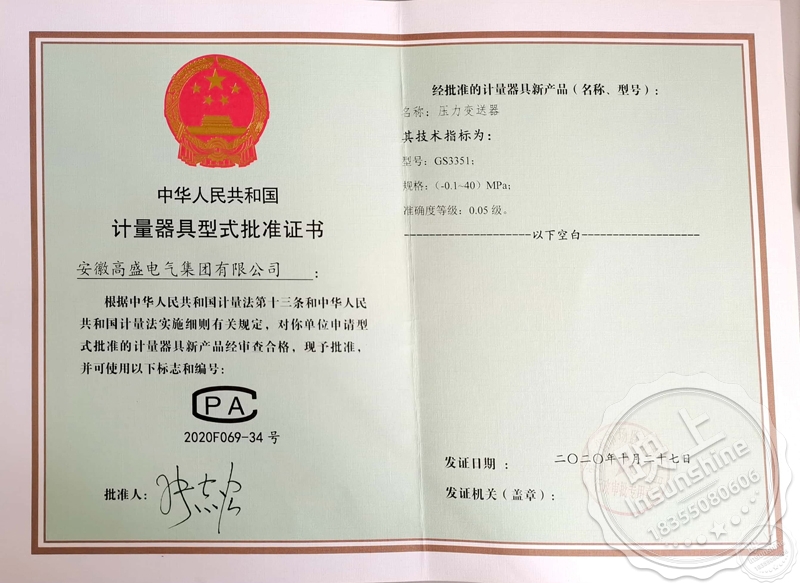 中华人民共和国
计量器具型式批准证书
安徽高盛电气集团有限公司：
根据中华人民共和国计量法第十三条和中华人民
共和国计量法实施细则有关规定，对你单位申请型
式批准的计量器具新产品经审查合格，现予批准，
并可使用以下标志和编号：
CPA
2020F069-34 号
批准人：
经批准的计量器具新产品（名称、型号）：
名称：压力变送器
其技术指标为：
型号：GS3351；
规格：（-0.1~40）MPa；
准确度等级：0.05 级。
--------------------以下空白--------------------
发证日期：二〇二〇年十月二十七日
发证机关（盖章）：
映上
Insunshine
18355080606